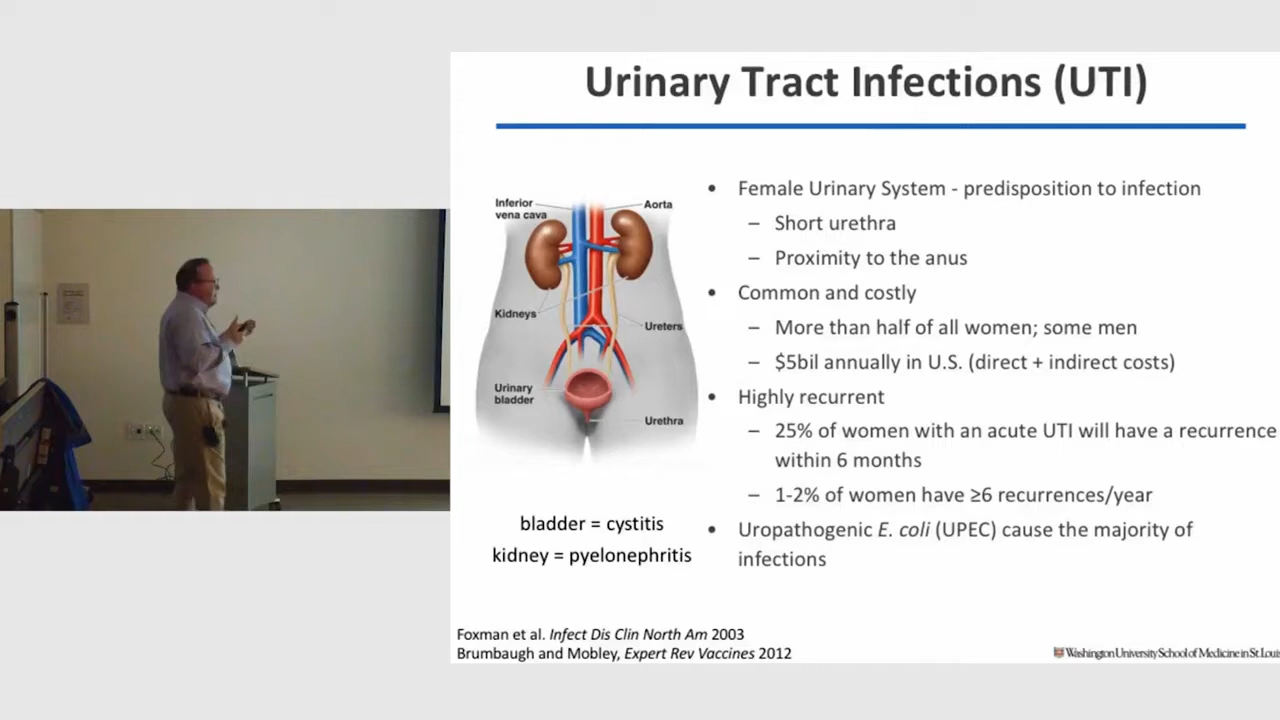 Urinary Tract Infections (UTI)
Inferior
vena cava
Aorta
Kidneys
Ureters
Urinary
bladder
Urethra
bladder = cystitis
kidney = pyelonephritis
• Female Urinary System - predisposition to infection
– Short urethra
– Proximity to the anus
• Common and costly
– More than half of all women; some men
– $5bil annually in U.S. (direct + indirect costs)
• Highly recurrent
– 25% of women with an acute UTI will have a recurrence
within 6 months
– 1-2% of women have ≥6 recurrences/year
• Uropathogenic E. coli (UPEC) cause the majority of
infections
Foxman et al. Infect Dis Clin North Am 2003
Brumbaugh and Mobley, Expert Rev Vaccines 2012
Washington University School of Medicine in St. Loui